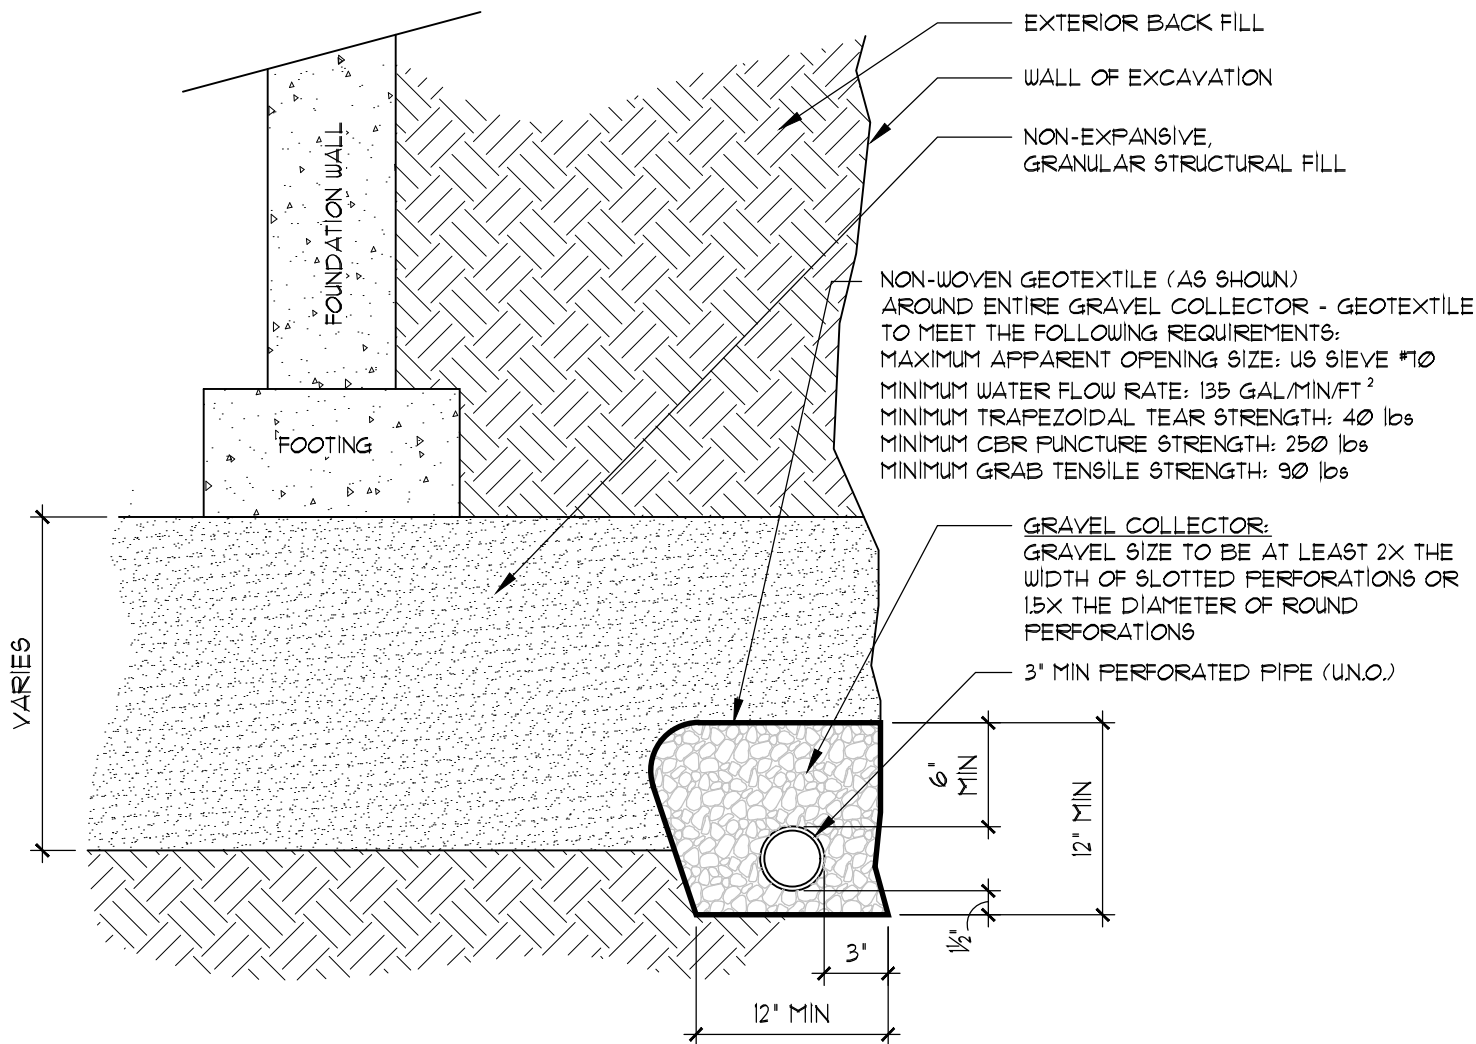 EXTERIOR BACK FILL
WALL OF EXCAVATION
NON-EXPANSIVE,
GRANULAR STRUCTURAL FILL
FOUNDATION WALL
NON-WOVEN GEOTEXTILE (AS SHOWN)
AROUND ENTIRE GRAVEL COLLECTOR - GEOTEXTILE
TO MEET THE FOLLOWING REQUIREMENTS:
MAXIMUM APPARENT OPENING SIZE: US SIEVE #70
MINIMUM WATER FLOW RATE: 135 GAL/MIN/FT²
MINIMUM TRAPEZOIDAL TEAR STRENGTH: 40 lbs
MINIMUM CBR PUNCTURE STRENGTH: 250 lbs
MINIMUM GRAB TENSILE STRENGTH: 90 lbs
FOOTING
GRAVEL COLLECTOR:
GRAVEL SIZE TO BE AT LEAST 2X THE
WIDTH OF SLOTTED PERFORATIONS OR
1.5X THE DIAMETER OF ROUND
PERFORATIONS
3" MIN PERFORATED PIPE (U.N.O.)
VARIES
6"
MIN
12" MIN
1½"
3"
12" MIN